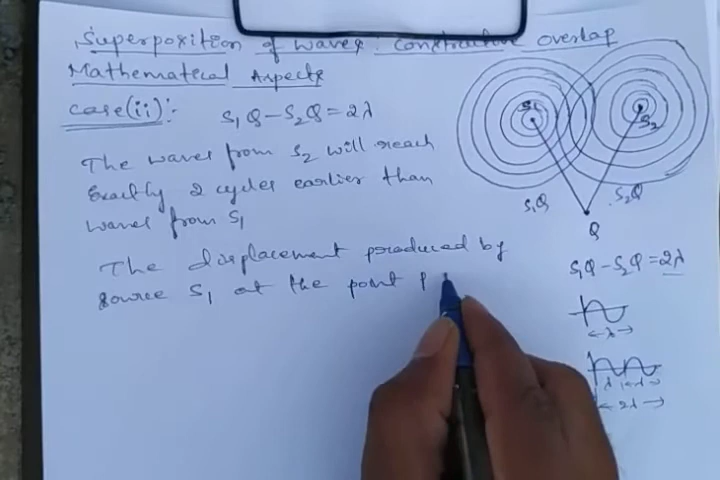 Superposition of waves: Constructive overlap
Mathematical Aspects
Case(ii):- S₁Q-S₂Q=2λ
The waves from S₂ will reach
Exactly 2 cycles earlier than
waves from S₁
The displacement produced by
source S₁ at the point P
S₁
S₂
S₁Q
S₂Q
Q
S₁Q-S₂Q=2λ
<-λ->
λ <-λ->
<-2λ->